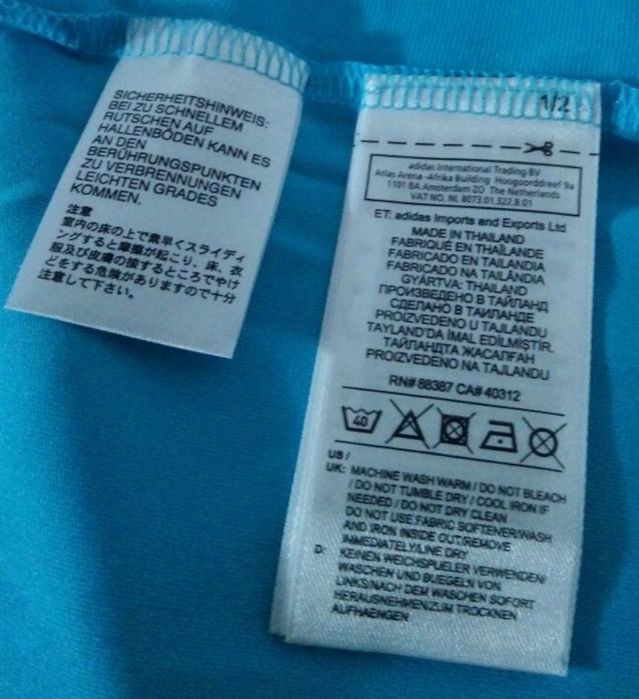 SICHERHEITSHINWEIS:
BEI ZU SCHNELLEM
RUTSCHEN AUF
HALLENBÖDEN KANN ES
AN DEN
BERÜHRUNGSPUNKTEN
ZU VERBRENNUNGEN
LEICHTEN GRADES
KOMMEN.
注意
室内の床の上で素早くスライディ
ングすると摩擦が起こり、床、衣
服及び皮膚の接するところでやけ
どをする危険がありますので十分
注意して下さい。
1/2
adidas International Trading BV
Atlas Arena -Afrika Building Hoogoorddreef 9a
1101 BA Amsterdam ZO The Netherlands
VAT NO. NL 8073.01.322.B.01
ET: adidas Imports and Exports Ltd
MADE IN THAILAND
FABRIQUÉ EN THAÏLANDE
FABRICADO EN TAILANDIA
FABRICADO NA TAILÂNDIA
GYÁRTVA: THAILAND
ПРОИЗВЕДЕНО В ТАЙЛАНД
СДЕЛАНО В ТАИЛАНДЕ
PROIZVEDENO U TAJLANDU
TAYLAND'DA İMAL EDİLMİŞTİR.
ТАЙЛАНДТА ЖАСАЛҒАН
PROIZVEDENO NA TAJLANDU
RN# 88387 CA# 40312
40
US /
UK: MACHINE WASH WARM / DO NOT BLEACH
/ DO NOT TUMBLE DRY / COOL IRON IF
NEEDED / DO NOT DRY CLEAN
DO NOT USE FABRIC SOFTENER/WASH
AND IRON INSIDE OUT/REMOVE
IMMEDIATELY/LINE DRY
D: KEINEN WEICHSPUELER VERWENDEN/
WASCHEN UND BUEGELN VON
LINKS/NACH DEM WASCHEN SOFORT
HERAUSNEHMEN/ZUM TROCKNEN
AUFHAENGEN